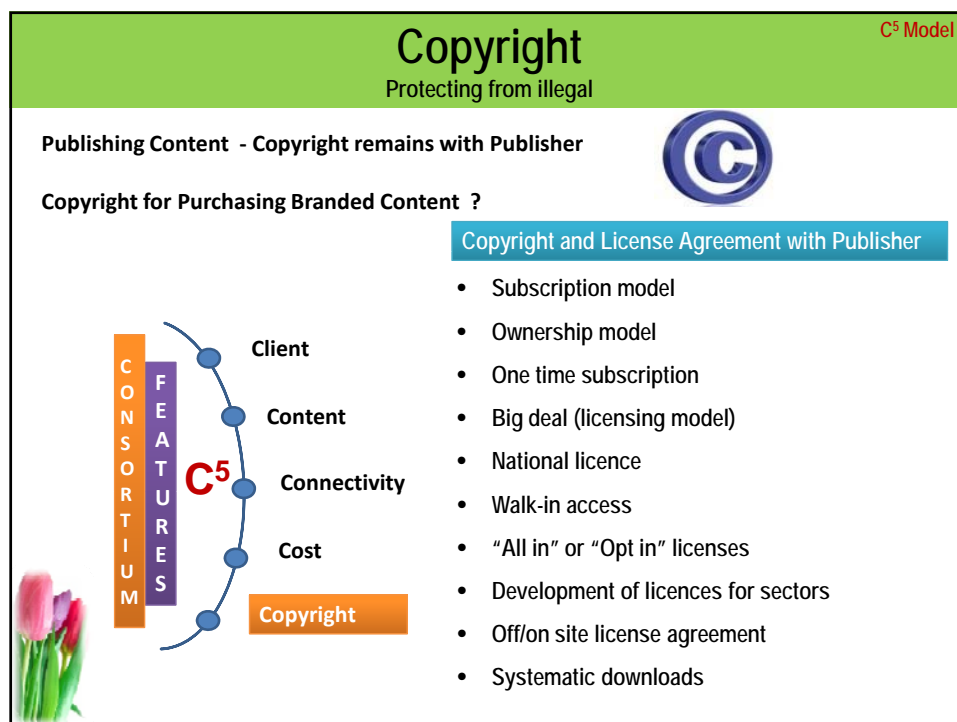 Copyright
C⁵ Model
Protecting from illegal
Publishing Content - Copyright remains with Publisher
Copyright for Purchasing Branded Content ?
Copyright and License Agreement with Publisher
• Subscription model
• Ownership model
• One time subscription
• Big deal (licensing model)
• National licence
• Walk-in access
• “All in” or “Opt in” licenses
• Development of licences for sectors
• Off/on site license agreement
• Systematic downloads
CONSORTIUM
FEATURES
C⁵
Client
Content
Connectivity
Cost
Copyright